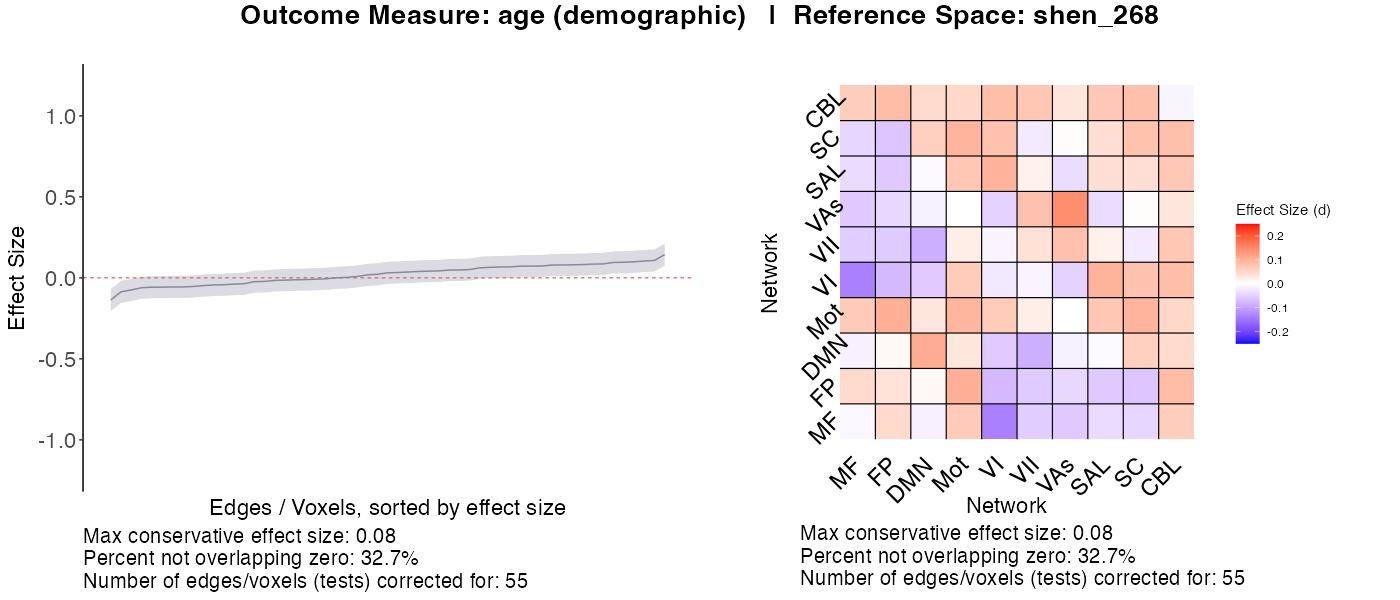 Outcome Measure: age (demographic) | Reference Space: shen_268
Effect Size
1.0
0.5
0.0
-0.5
-1.0
Edges / Voxels, sorted by effect size
Max conservative effect size: 0.08
Percent not overlapping zero: 32.7%
Number of edges/voxels (tests) corrected for: 55
Network
CBL
SC
SAL
VAs
VII
VI
Mot
DMN
FP
MF
MF
FP
DMN
Mot
VI
VII
VAs
SAL
SC
CBL
Network
Effect Size (d)
0.2
0.1
0.0
-0.1
-0.2
Max conservative effect size: 0.08
Percent not overlapping zero: 32.7%
Number of edges/voxels (tests) corrected for: 55